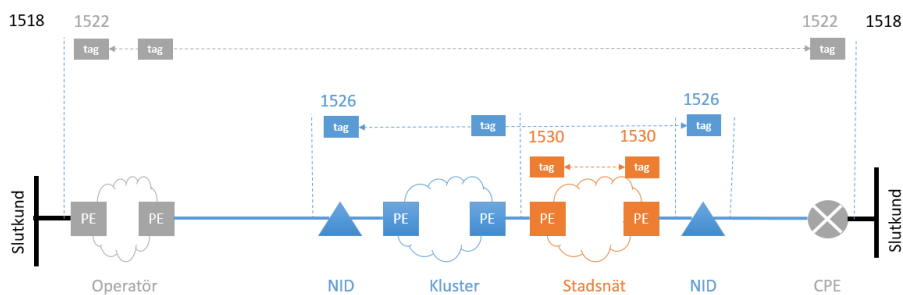 1518 1522 1522 1518
tag tag tag
1526 1526
tag tag tag
1530 1530
tag tag
Slutkund PE PE PE PE PE PE Slutkund
Operatör NID Kluster Stadsnät NID CPE